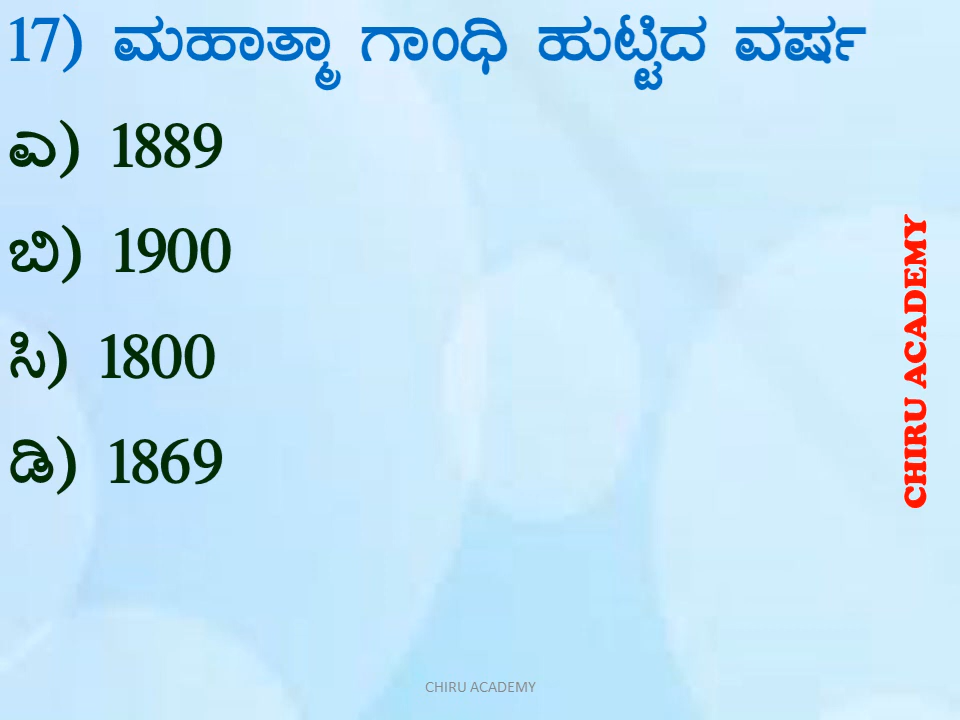 17) ಮಹಾತ್ಮಾ ಗಾಂಧಿ ಹುಟ್ಟಿದ ವರ್ಷ
ಎ) 1889
ಬಿ) 1900
ಸಿ) 1800
ಡಿ) 1869
CHIRU ACADEMY
CHIRU ACADEMY